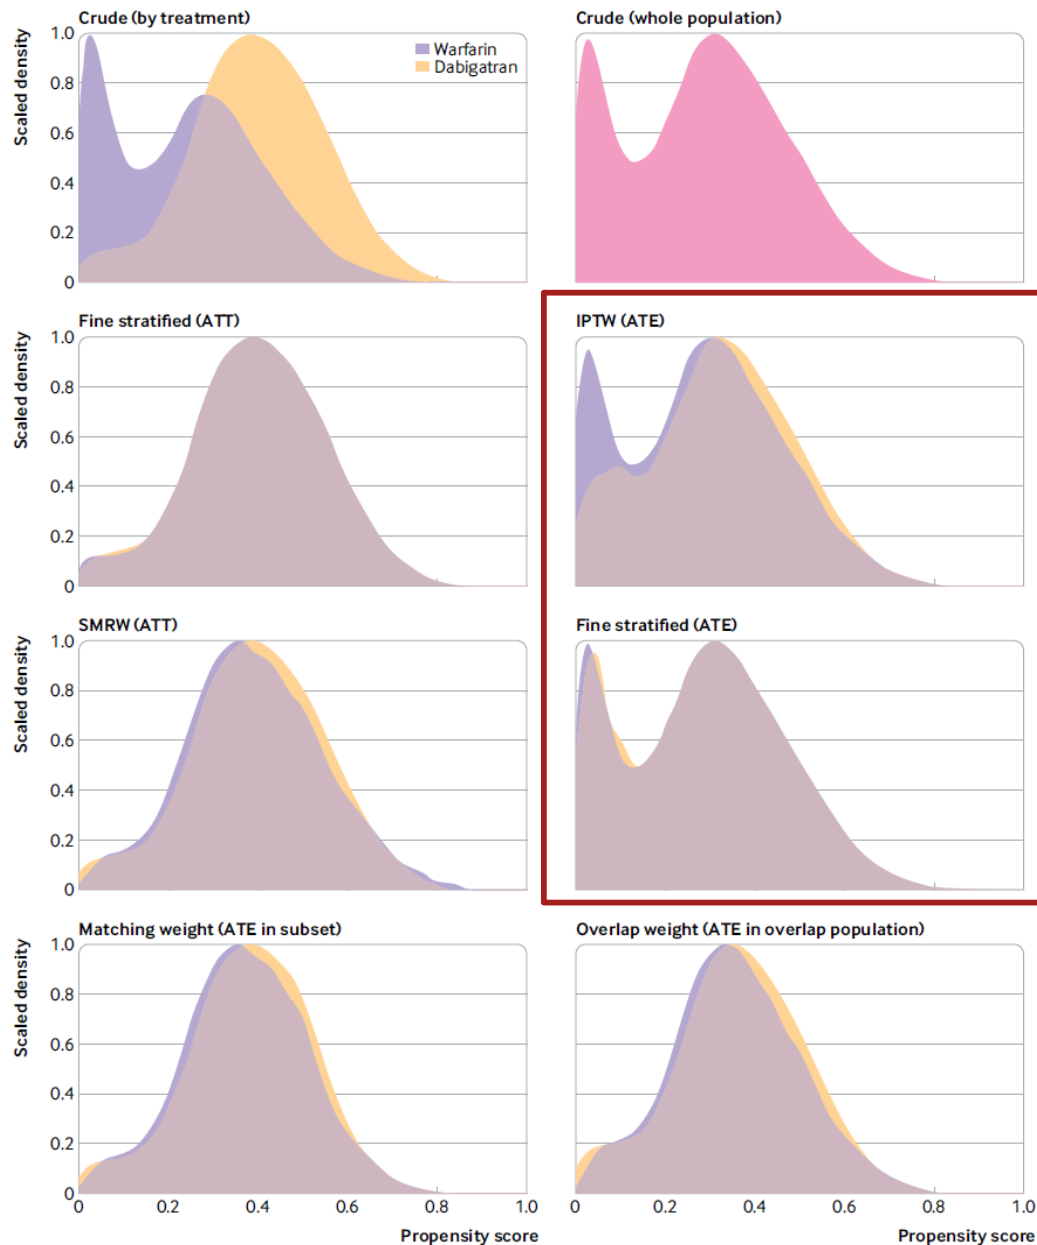 Crude (by treatment)
Scaled density
1.0
0.8
0.6
0.4
0.2
0
Warfarin
Dabigatran
Crude (whole population)
Fine stratified (ATT)
Scaled density
1.0
0.8
0.6
0.4
0.2
0
IPTW (ATE)
SMRW (ATT)
Scaled density
1.0
0.8
0.6
0.4
0.2
0
Fine stratified (ATE)
Matching weight (ATE in subset)
Scaled density
1.0
0.8
0.6
0.4
0.2
0
0 0.2 0.4 0.6 0.8 1.0
Propensity score
Overlap weight (ATE in overlap population)
0 0.2 0.4 0.6 0.8 1.0
Propensity score